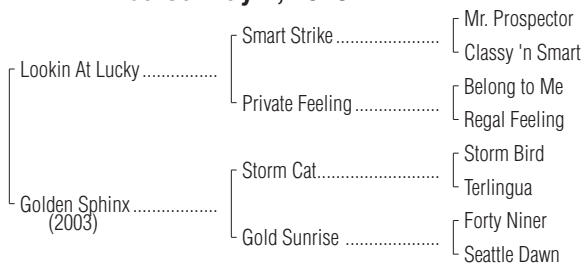 Mr. Prospector
Smart Strike ....................
Classy 'n Smart
Lookin At Lucky ................
Belong to Me
Private Feeling ..................
Regal Feeling
Storm Bird
Storm Cat.........................
Terlingua
Golden Sphinx ..................
(2003)
Forty Niner
Gold Sunrise ....................
Seattle Dawn